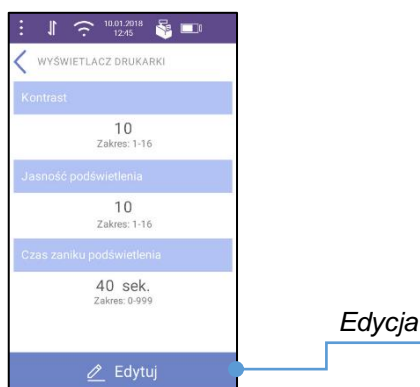 10.01.2018
12:45
WYŚWIETLACZ DRUKARKI
Kontrast
10
Zakres: 1-16
Jasność podświetlenia
10
Zakres: 1-16
Czas zaniku podświetlenia
40 sek.
Zakres: 0-999
Edycja
Edytuj